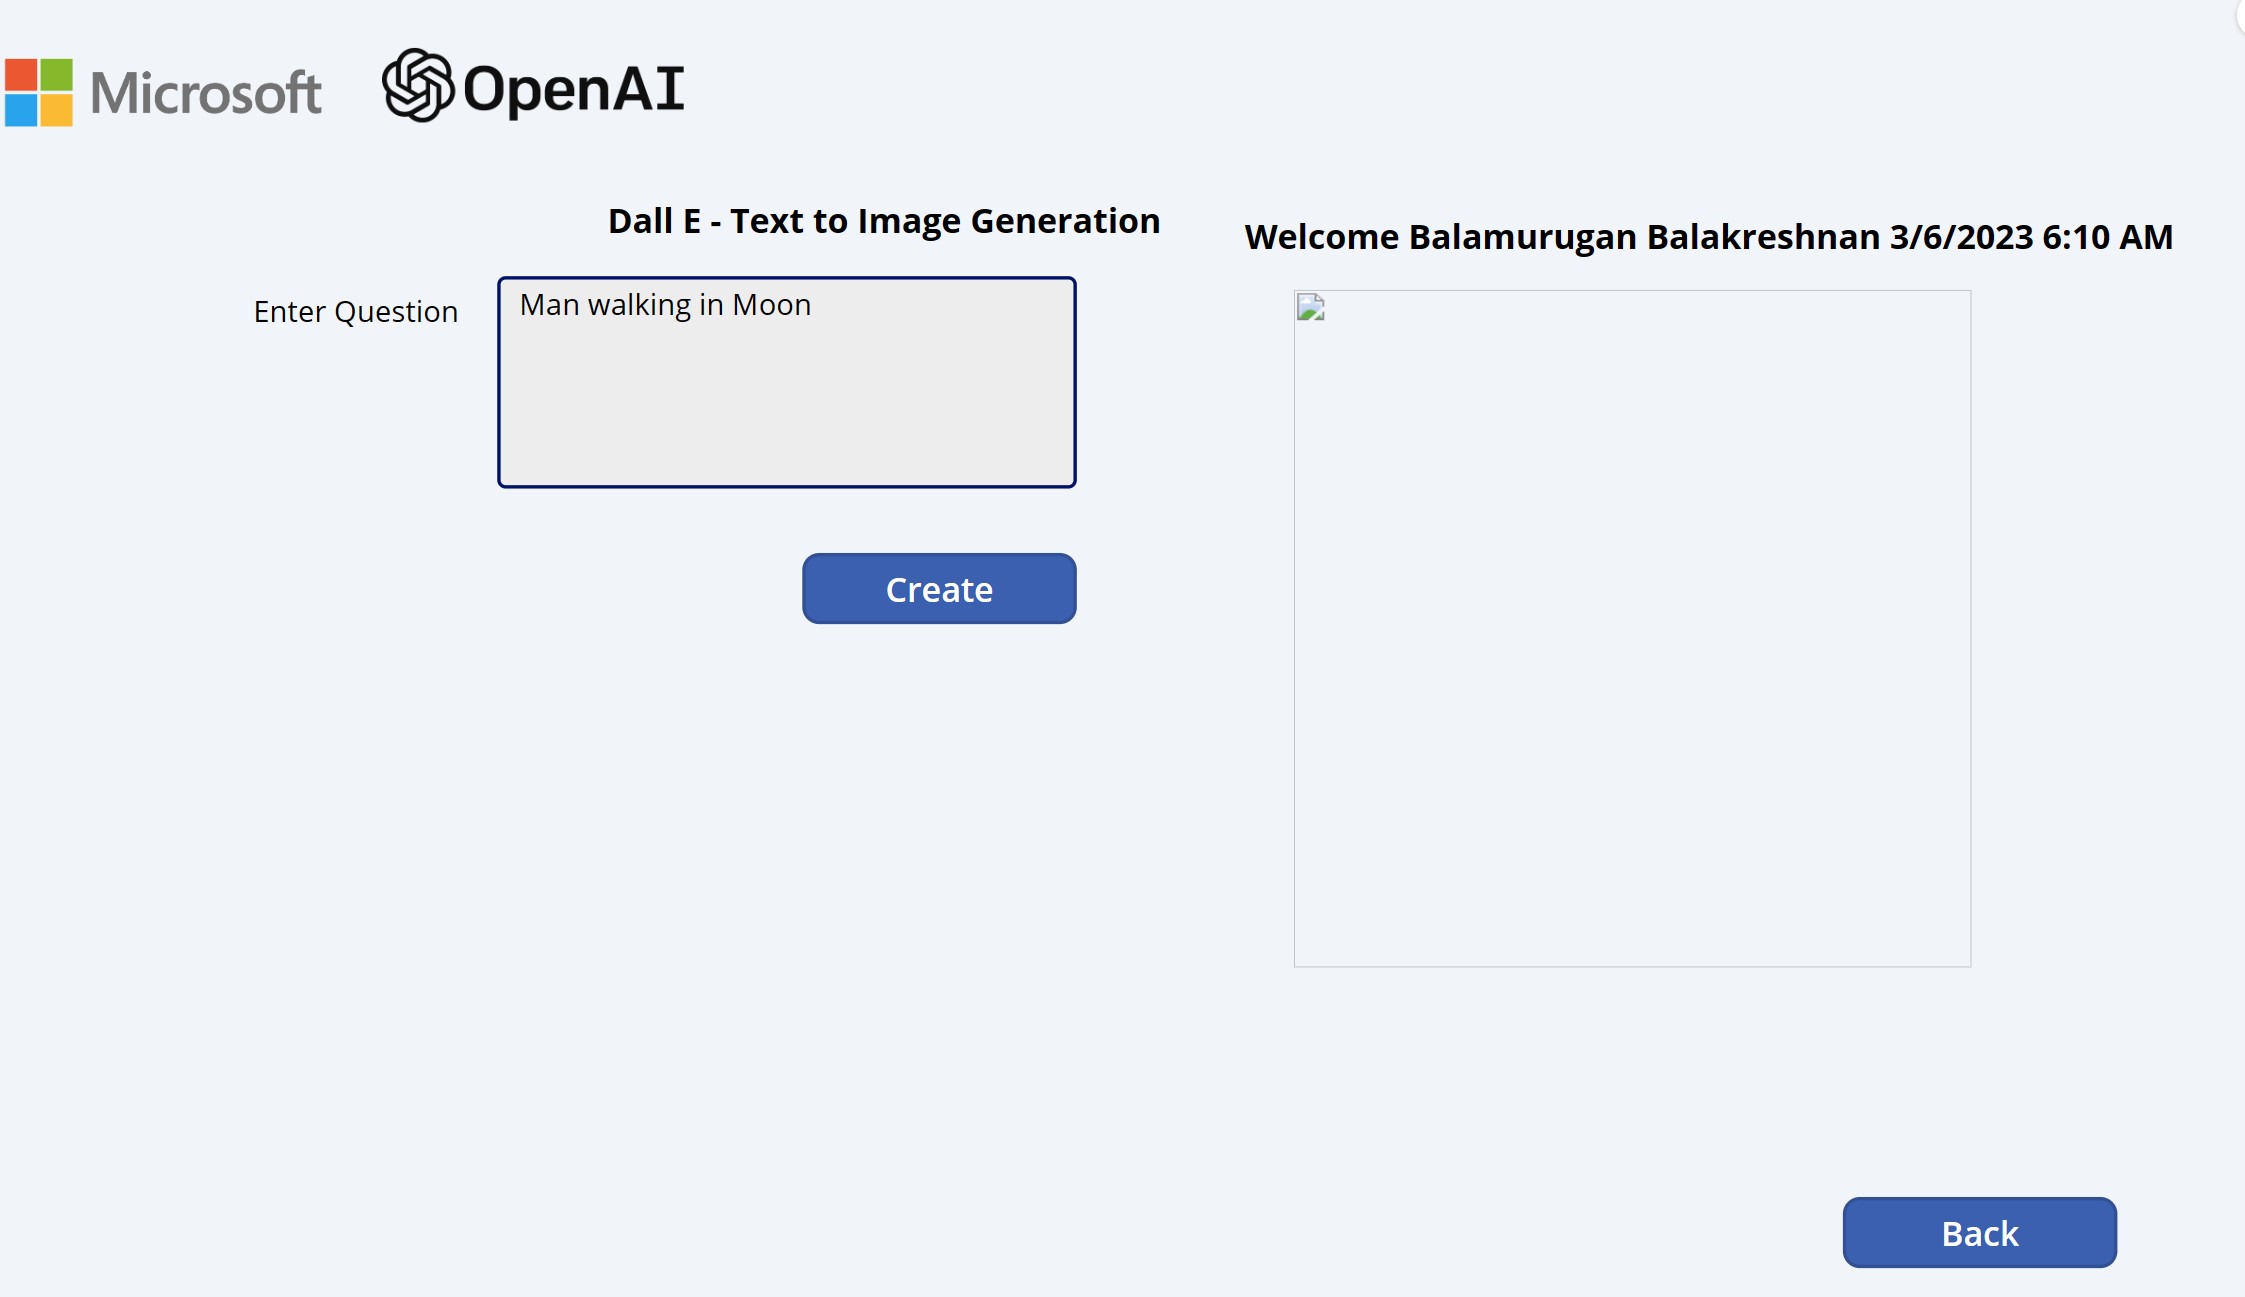 Microsoft OpenAI
Dall E - Text to Image Generation
Welcome Balamurugan Balakreshnan 3/6/2023 6:10 AM
Enter Question
Man walking in Moon
Create
Back